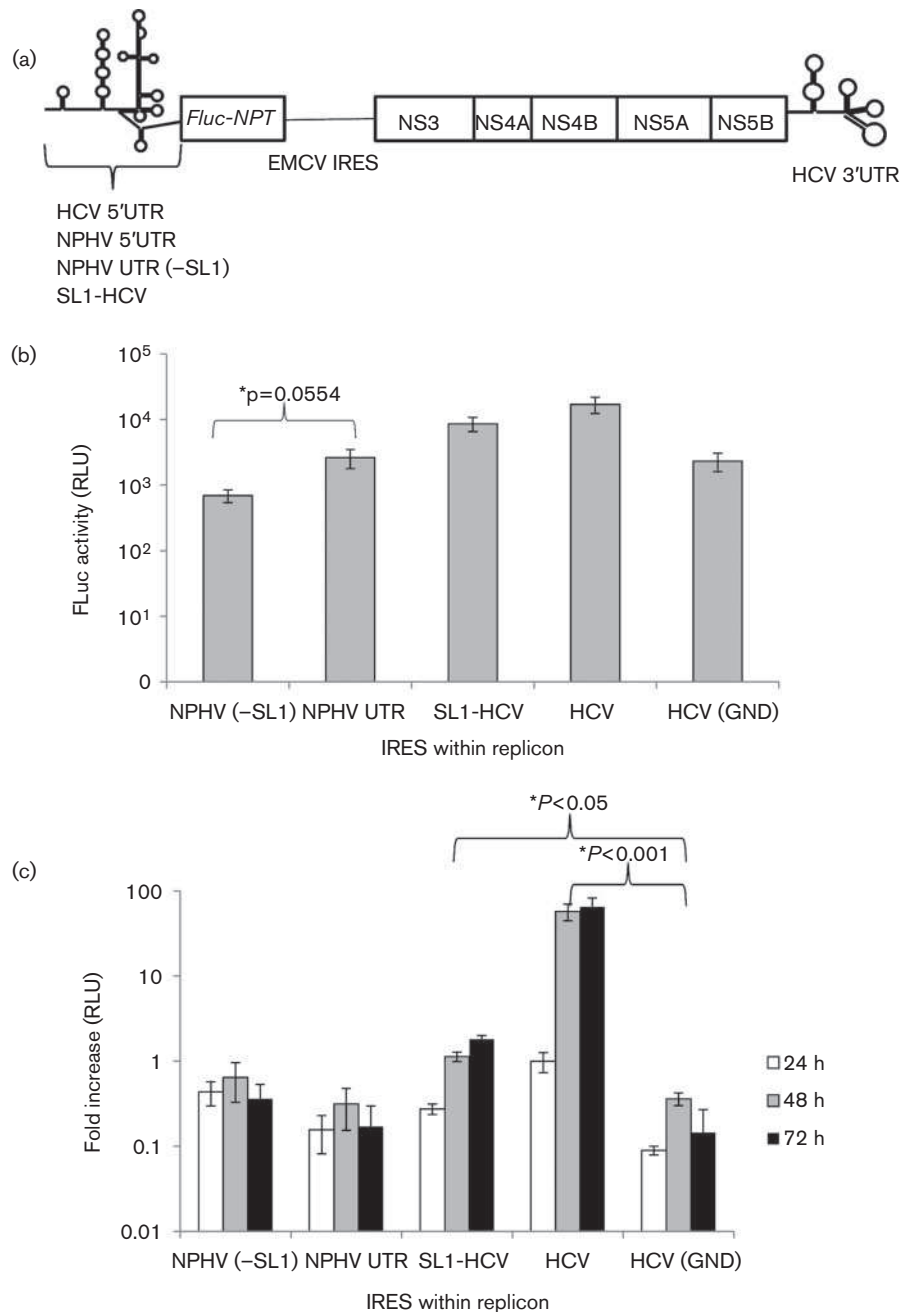 (a)
Fluc-NPT
NS3
NS4A
NS4B
NS5A
NS5B
EMCV IRES
HCV 3′UTR
HCV 5′UTR
NPHV 5′UTR
NPHV UTR (–SL1)
SL1-HCV
(b)
*p=0.0554
FLuc activity (RLU)
10⁵
10⁴
10³
10²
10¹
0
NPHV (–SL1)
NPHV UTR
SL1-HCV
HCV
HCV (GND)
IRES within replicon
(c)
*P<0.05
*P<0.001
Fold increase (RLU)
100
10
1
0.1
0.01
24 h
48 h
72 h
NPHV (–SL1)
NPHV UTR
SL1-HCV
HCV
HCV (GND)
IRES within replicon